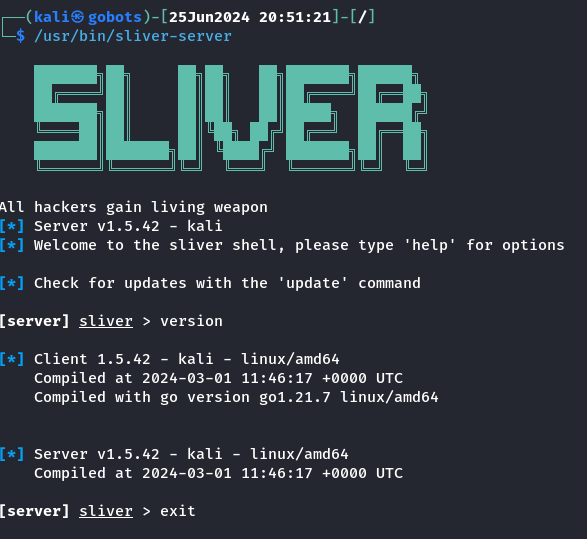 (kali㉿gobots)-[25Jun2024 20:51:21]-[/]
$ /usr/bin/sliver-server
SLIVER
All hackers gain living weapon
[*] Server v1.5.42 - kali
[*] Welcome to the sliver shell, please type 'help' for options
[*] Check for updates with the 'update' command
[server] sliver > version
[*] Client 1.5.42 - kali - linux/amd64
Compiled at 2024-03-01 11:46:17 +0000 UTC
Compiled with go version go1.21.7 linux/amd64
[*] Server v1.5.42 - kali - linux/amd64
Compiled at 2024-03-01 11:46:17 +0000 UTC
[server] sliver > exit